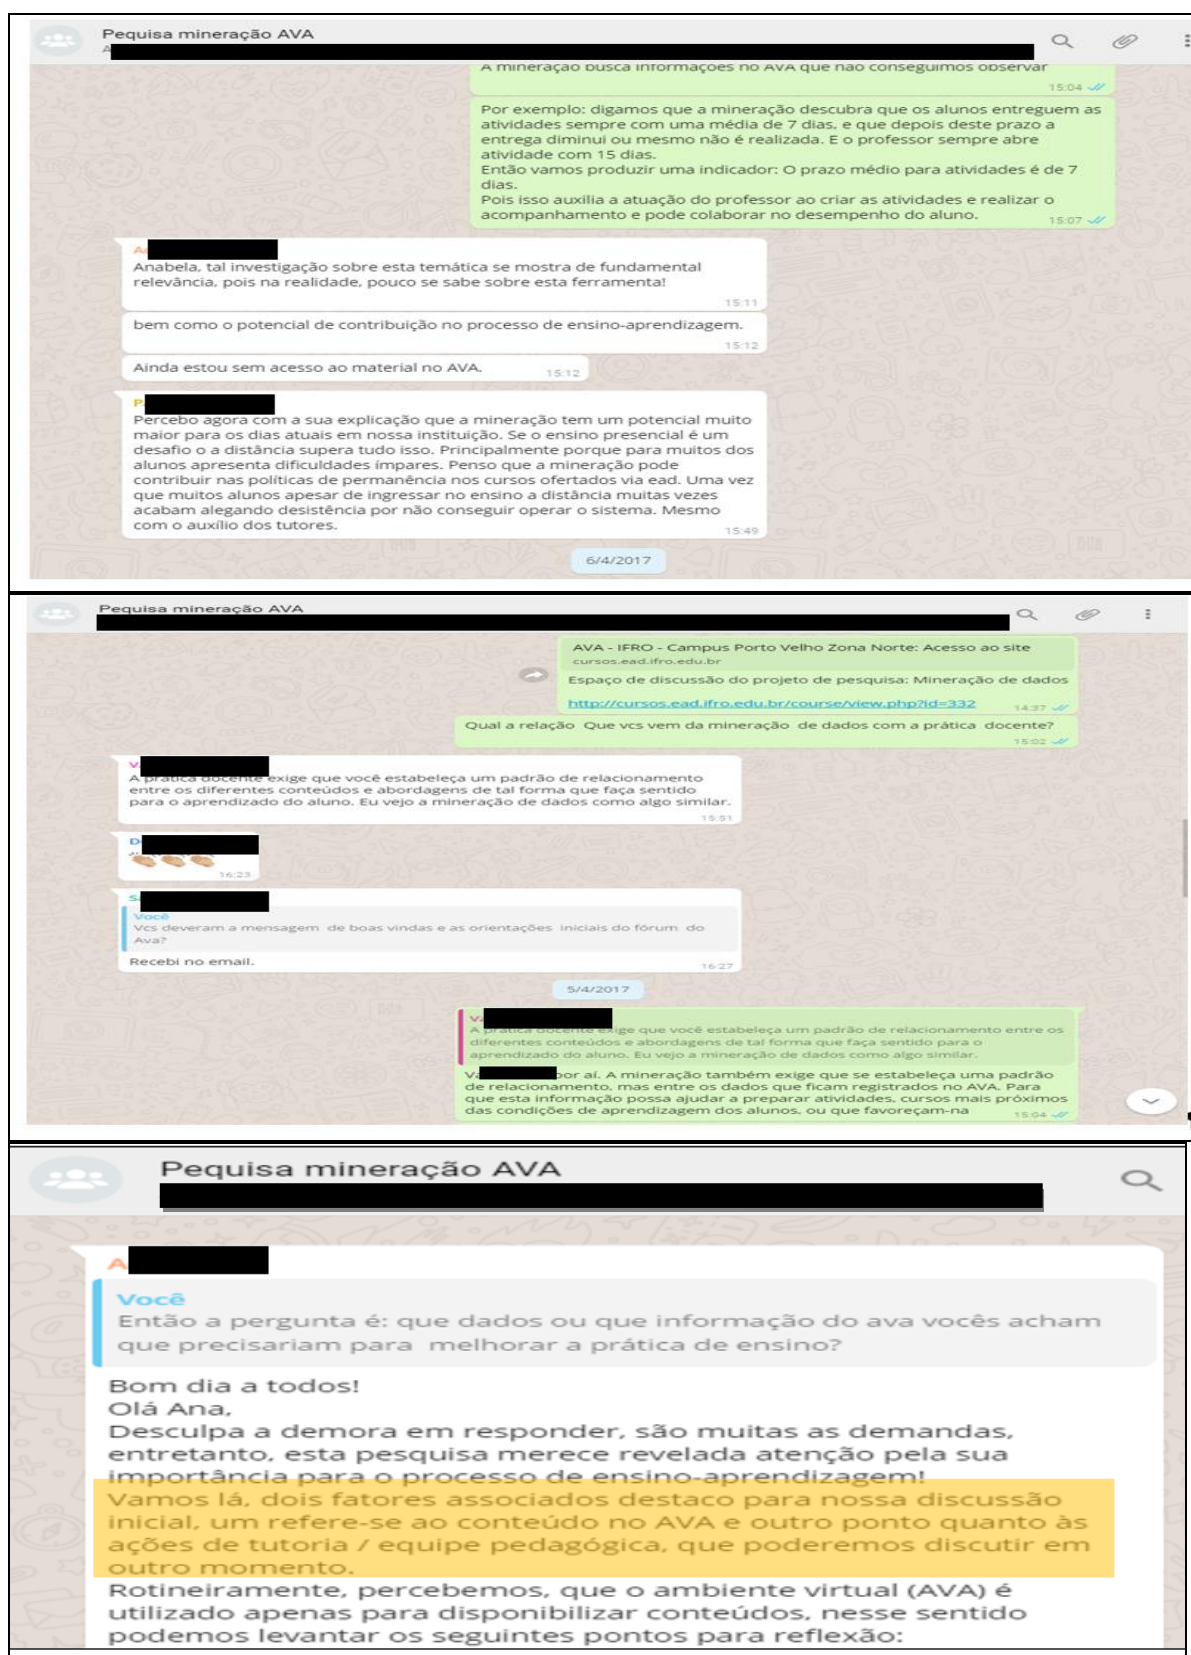 Pequisa mineração AVA
A
A mineração busca informações no AVA que não conseguimos observar
15:04
Por exemplo: digamos que a mineração descubra que os alunos entreguem as
atividades sempre com uma média de 7 dias, e que depois deste prazo a
entrega diminui ou mesmo não é realizada. E o professor sempre abre
atividade com 15 dias.
Então vamos produzir uma indicador: O prazo médio para atividades é de 7
dias.
Pois isso auxilia a atuação do professor ao criar as atividades e realizar o
acompanhamento e pode colaborar no desempenho do aluno.
15:07
A
Anabela, tal investigação sobre esta temática se mostra de fundamental
relevância, pois na realidade, pouco se sabe sobre esta ferramenta!
15:11
bem como o potencial de contribuição no processo de ensino-aprendizagem.
15:12
Ainda estou sem acesso ao material no AVA.
15:12
P
Percebo agora com a sua explicação que a mineração tem um potencial muito
maior para os dias atuais em nossa instituição. Se o ensino presencial é um
desafio o a distância supera tudo isso. Principalmente porque para muitos dos
alunos apresenta dificuldades ímpares. Penso que a mineração pode
contribuir nas políticas de permanência nos cursos ofertados via ead. Uma vez
que muitos alunos apesar de ingressar no ensino a distância muitas vezes
acabam alegando desistência por não conseguir operar o sistema. Mesmo
com o auxílio dos tutores.
15:49
6/4/2017
Pequisa mineração AVA
AVA - IFRO - Campus Porto Velho Zona Norte: Acesso ao site
cursos.ead.ifro.edu.br
Espaço de discussão do projeto de pesquisa: Mineração de dados
http://cursos.ead.ifro.edu.br/course/view.php?id=332
14:37
Qual a relação Que vcs vem da mineração de dados com a prática docente?
15:02
V
A prática docente exige que você estabeleça um padrão de relacionamento
entre os diferentes conteúdos e abordagens de tal forma que faça sentido
para o aprendizado do aluno. Eu vejo a mineração de dados como algo similar.
15:51
D
16:23
S
Você
Vcs deveram a mensagem de boas vindas e as orientações iniciais do fórum do
Ava?
Recebi no email.
16:27
5/4/2017
V
A prática docente exige que você estabeleça um padrão de relacionamento entre os
diferentes conteúdos e abordagens de tal forma que faça sentido para o
aprendizado do aluno. Eu vejo a mineração de dados como algo similar.
Va por aí. A mineração também exige que se estabeleça uma padrão
de relacionamento, mas entre os dados que ficam registrados no AVA. Para
que esta informação possa ajudar a preparar atividades, cursos mais próximos
das condições de aprendizagem dos alunos, ou que favoreçam-na
15:04
Pequisa mineração AVA
A
Você
Então a pergunta é: que dados ou que informação do ava vocês acham
que precisariam para melhorar a prática de ensino?
Bom dia a todos!
Olá Ana,
Desculpa a demora em responder, são muitas as demandas,
entretanto, esta pesquisa merece revelada atenção pela sua
importância para o processo de ensino-aprendizagem!
Vamos lá, dois fatores associados destaco para nossa discussão
inicial, um refere-se ao conteúdo no AVA e outro ponto quanto às
ações de tutoria / equipe pedagógica, que poderemos discutir em
outro momento.
Rotineiramente, percebemos, que o ambiente virtual (AVA) é
utilizado apenas para disponibilizar conteúdos, nesse sentido
podemos levantar os seguintes pontos para reflexão: